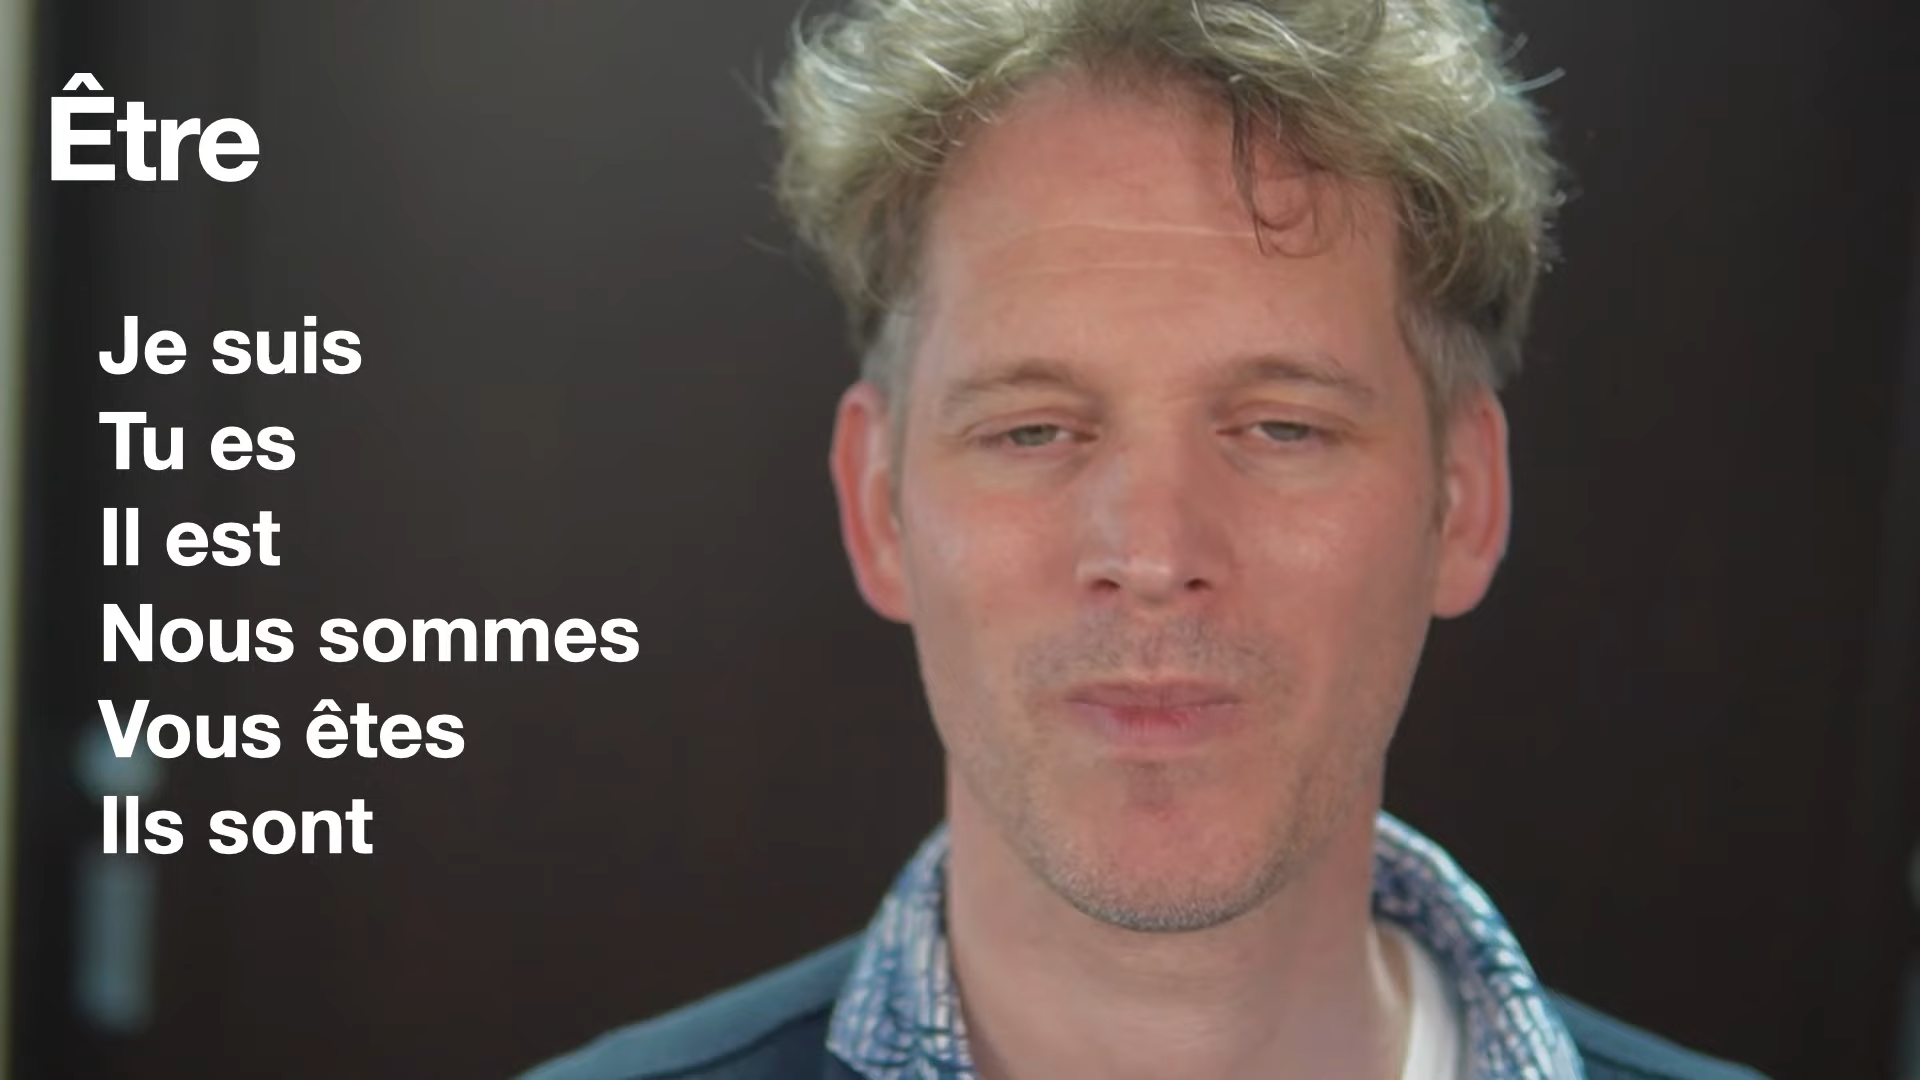 Être
Je suis
Tu es
Il est
Nous sommes
Vous êtes
Ils sont